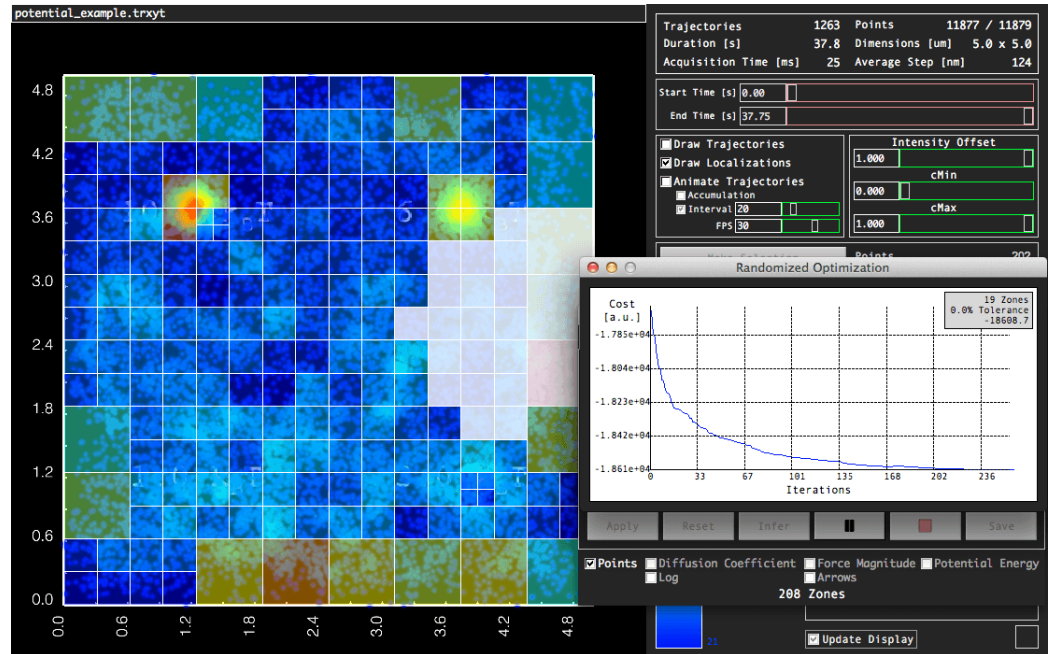 potential_example.trxyt
Trajectories 1263 Points 11877 / 11879
Duration [s] 37.8 Dimensions [um] 5.0 x 5.0
Acquisition Time [ms] 25 Average Step [nm] 124
Start Time [s] 0.00
End Time [s] 37.75
Draw Trajectories
Draw Localizations
Animate Trajectories
Accumulation
Interval 20
FPS 30
Intensity Offset
1.000
cMin
0.000
cMax
1.000
Points 202
Randomized Optimization
Cost
[a.u.]
19 Zones
0.0% Tolerance
-18608.7
-1.785e+04
-1.804e+04
-1.823e+04
-1.842e+04
-1.861e+04
0 33 67 101 135 168 202 236
Iterations
Apply Reset Infer Save
Points Diffusion Coefficient Force Magnitude Potential Energy
Log Arrows
208 Zones
21
Update Display
4.8
4.2
3.6
3.0
2.4
1.8
1.2
0.6
0.0
0.0 0.6 1.2 1.8 2.4 3.0 3.6 4.2 4.8